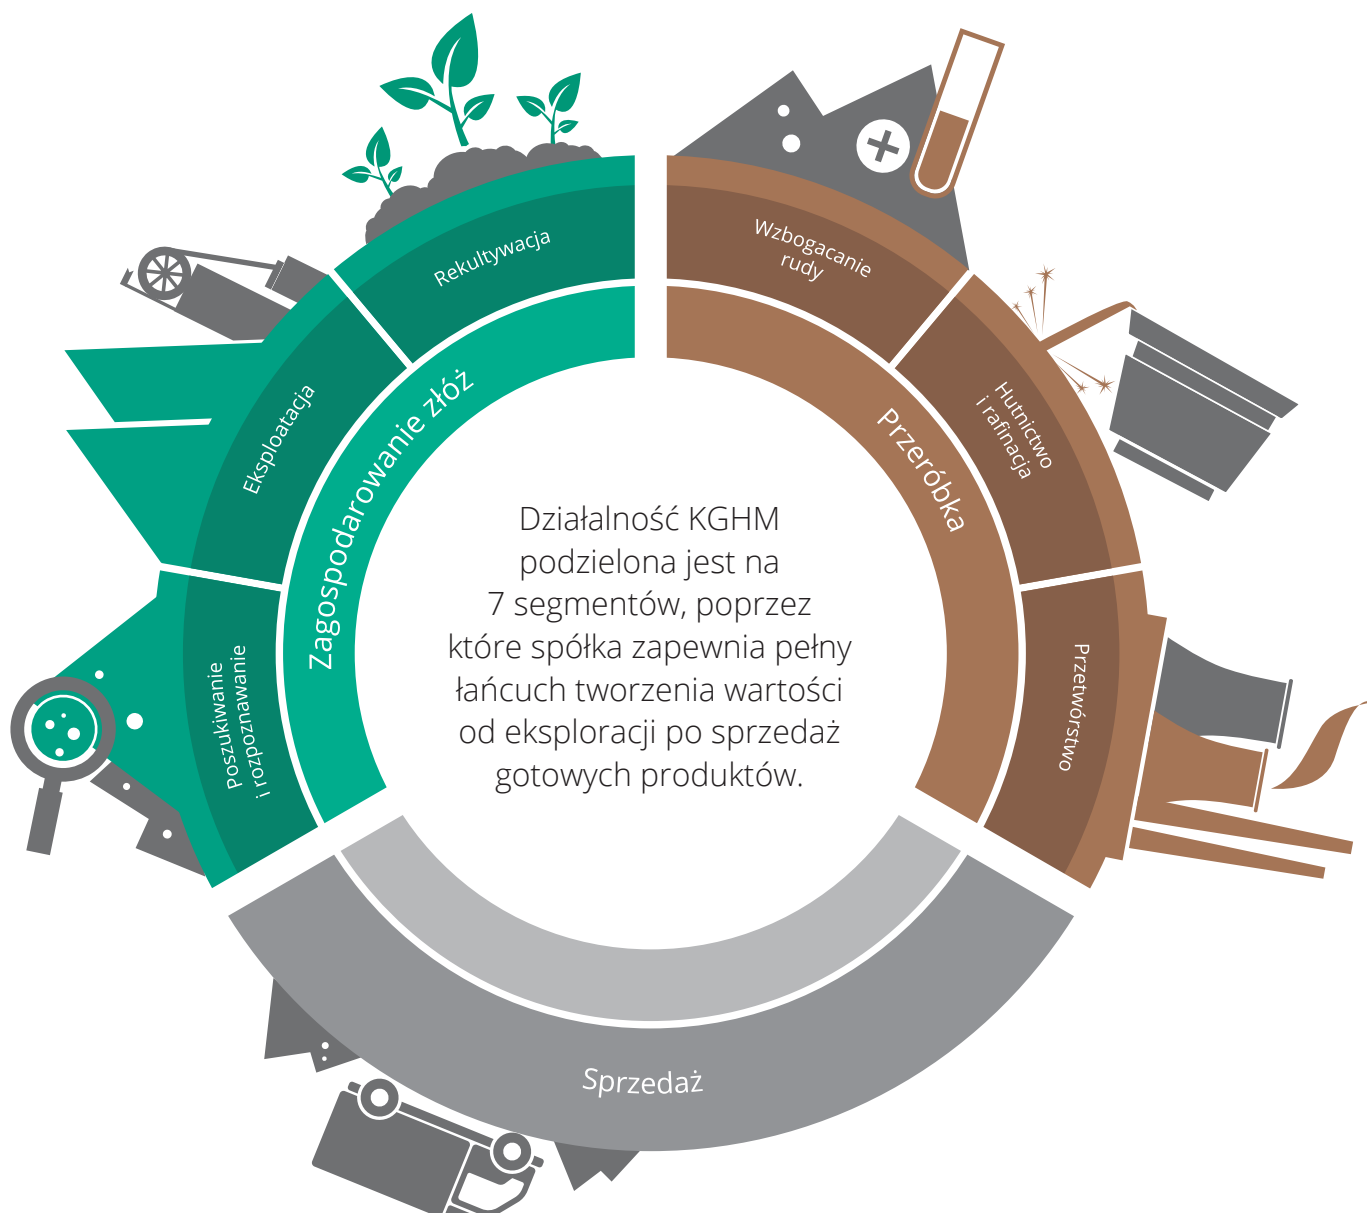 Rekultywacja
Wzbogacanie
rudy
Eksploatacja
Zagospodarowanie złóż
Przeróbka
Hutnictwo
i rafinacja
Działalność KGHM
podzielona jest na
7 segmentów, poprzez
które spółka zapewnia pełny
łańcuch tworzenia wartości
od eksploracji po sprzedaż
gotowych produktów.
Poszukiwanie
i rozpoznawanie
Przetwórstwo
Sprzedaż